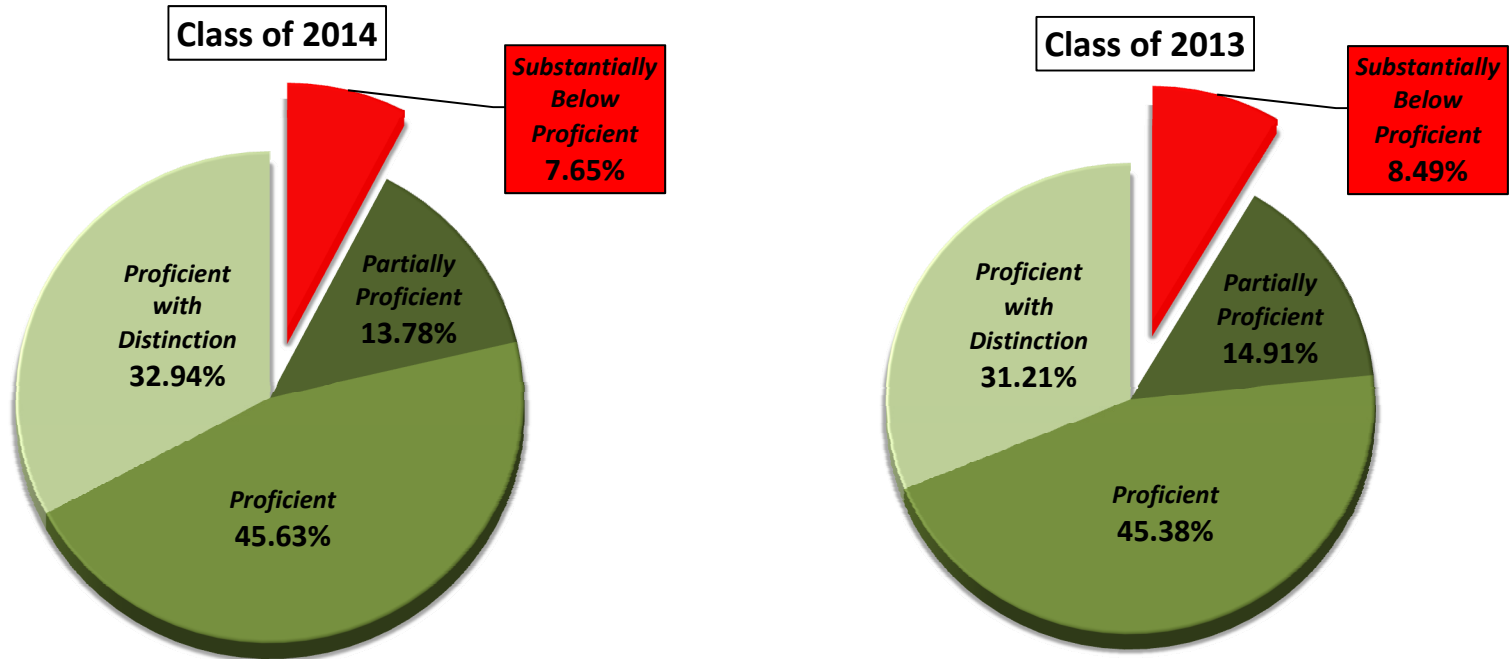 Class of 2014
Substantially
Below
Proficient
7.65%
Partially
Proficient
13.78%
Proficient
with
Distinction
32.94%
Proficient
45.63%
Class of 2013
Substantially
Below
Proficient
8.49%
Partially
Proficient
14.91%
Proficient
with
Distinction
31.21%
Proficient
45.38%